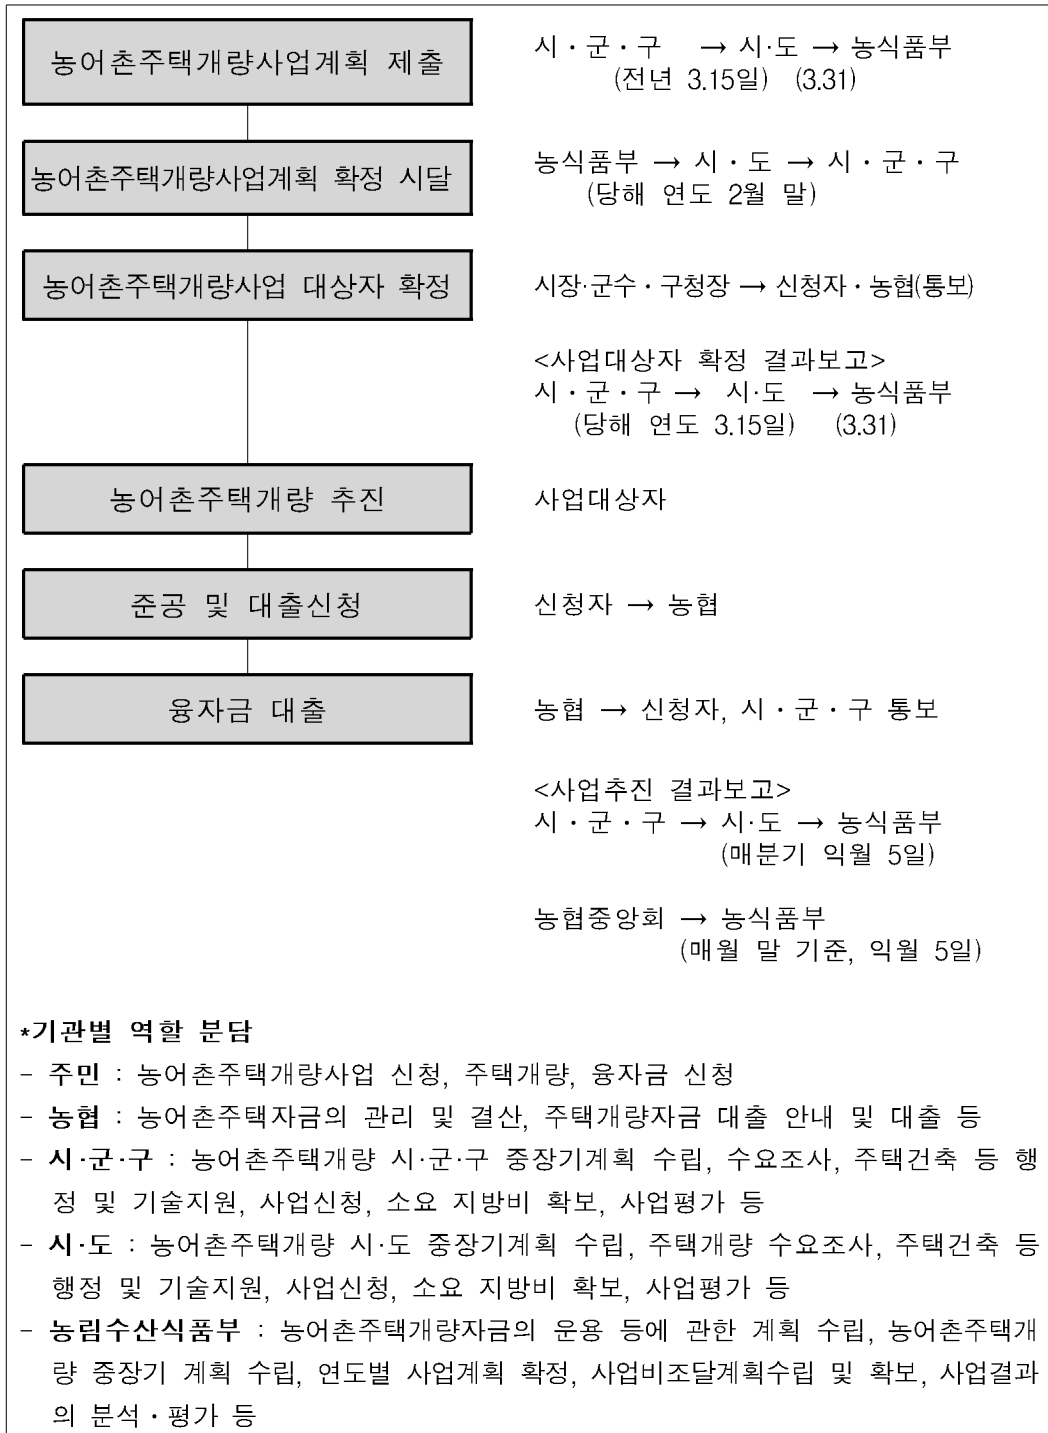 농어촌주택개량사업계획 제출
시・군・구 → 시·도 → 농식품부
(전년 3.15일) (3.31)
농어촌주택개량사업계획 확정 시달
농식품부 → 시・도 → 시・군・구
(당해 연도 2월 말)
농어촌주택개량사업 대상자 확정
시장·군수・구청장 → 신청자・농협(통보)
<사업대상자 확정 결과보고>
시・군・구 → 시·도 → 농식품부
(당해 연도 3.15일) (3.31)
농어촌주택개량 추진
사업대상자
준공 및 대출신청
신청자 → 농협
융자금 대출
농협 → 신청자, 시・군・구 통보
<사업추진 결과보고>
시・군・구 → 시·도 → 농식품부
(매분기 익월 5일)
농협중앙회 → 농식품부
(매월 말 기준, 익월 5일)
*기관별 역할 분담
- 주민 : 농어촌주택개량사업 신청, 주택개량, 융자금 신청
- 농협 : 농어촌주택자금의 관리 및 결산, 주택개량자금 대출 안내 및 대출 등
- 시·군·구 : 농어촌주택개량 시·군·구 중장기계획 수립, 수요조사, 주택건축 등 행
정 및 기술지원, 사업신청, 소요 지방비 확보, 사업평가 등
- 시·도 : 농어촌주택개량 시·도 중장기계획 수립, 주택개량 수요조사, 주택건축 등
행정 및 기술지원, 사업신청, 소요 지방비 확보, 사업평가 등
- 농림수산식품부 : 농어촌주택개량자금의 운용 등에 관한 계획 수립, 농어촌주택개
량 중장기 계획 수립, 연도별 사업계획 확정, 사업비조달계획수립 및 확보, 사업결과
의 분석・평가 등